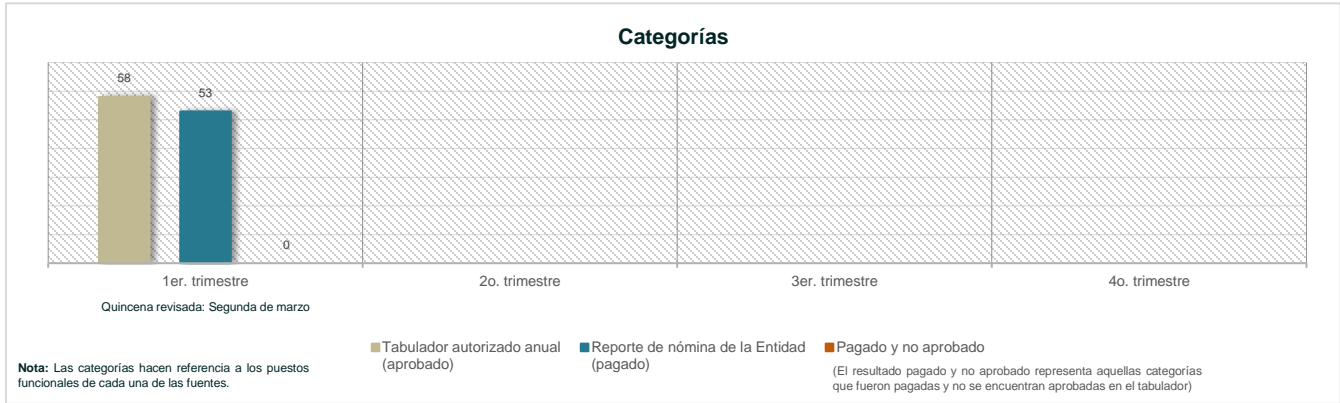 Categorías
58
53
0
1er. trimestre
2o. trimestre
3er. trimestre
4o. trimestre
Quincena revisada: Segunda de marzo
Tabulador autorizado anual
(aprobado)
Reporte de nómina de la Entidad
(pagado)
Pagado y no aprobado
(El resultado pagado y no aprobado representa aquellas categorías
que fueron pagadas y no se encuentran aprobadas en el tabulador)
Nota: Las categorías hacen referencia a los puestos
funcionales de cada una de las fuentes.